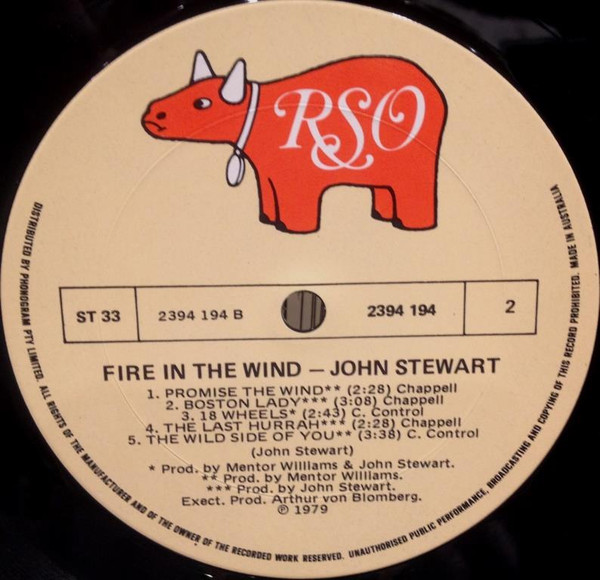 RSO
ST 33
2394 194 B
2394 194
2
FIRE IN THE WIND – JOHN STEWART
1. PROMISE THE WIND** (2:28) Chappell
2. BOSTON LADY*** (3:08) Chappell
3. 18 WHEELS* (2:43) C. Control
4. THE LAST HURRAH*** (2:28) Chappell
5. THE WILD SIDE OF YOU** (3:38) C. Control
(John Stewart)
* Prod. by Mentor Williams & John Stewart.
** Prod. by Mentor Williams.
*** Prod. by John Stewart.
Exect. Prod. Arthur von Blomberg.
℗ 1979
DISTRIBUTED BY PHONOGRAM PTY LIMITED. ALL RIGHTS OF THE MANUFACTURER AND OF THE OWNER OF THE RECORDED WORK RESERVED. UNAUTHORISED PUBLIC PERFORMANCE, BROADCASTING AND COPYING OF THIS RECORD PROHIBITED. MADE IN AUSTRALIA